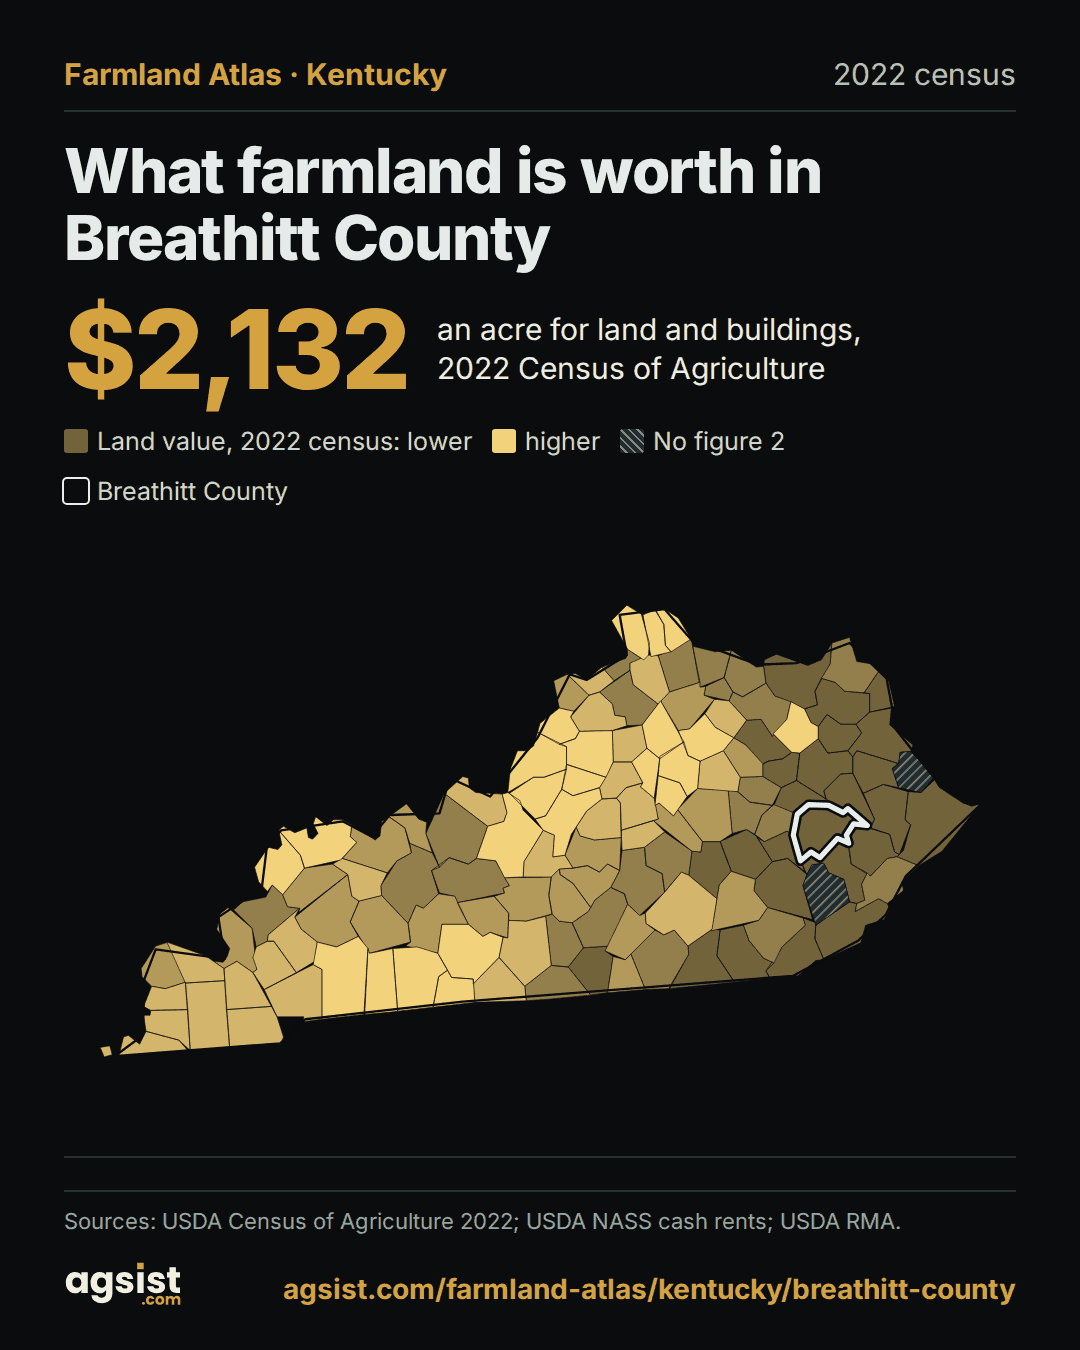 Farmland Atlas · Kentucky
2022 census
What farmland is worth in
Breathitt County
$2,132
an acre for land and buildings,
2022 Census of Agriculture
Land value, 2022 census: lower
higher
No figure 2
Breathitt County
Sources: USDA Census of Agriculture 2022; USDA NASS cash rents; USDA RMA.
agsist
.com
agsist.com/farmland-atlas/kentucky/breathitt-county